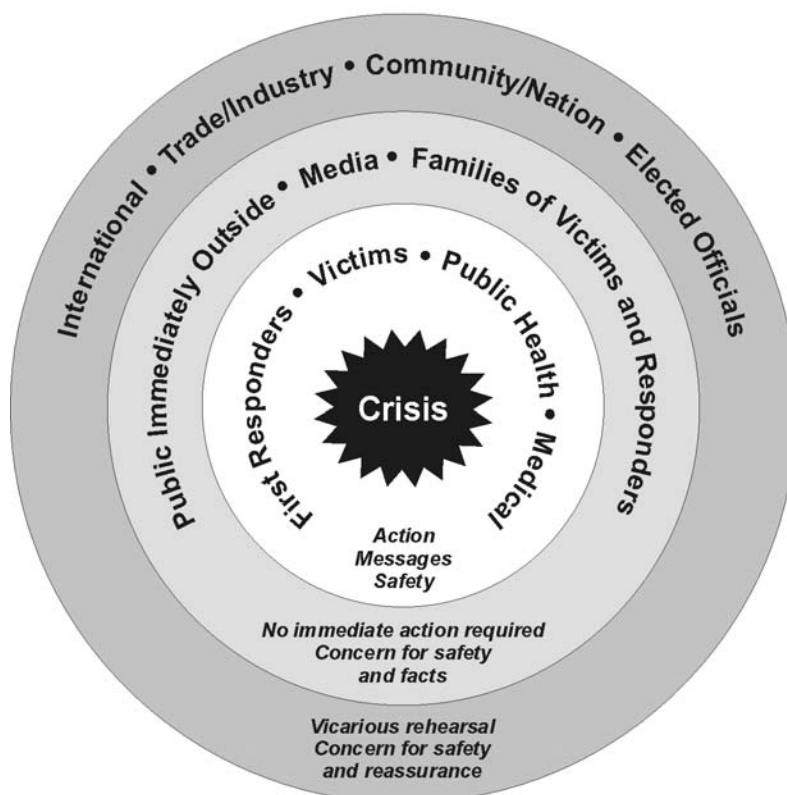 International • Trade/Industry • Community/Nation • Elected Officials
Public Immediately Outside • Media • Families of Victims and Responders
First Responders • Victims • Public Health • Medical
Crisis
Action
Messages
Safety
No immediate action required
Concern for safety
and facts
Vicarious rehearsal
Concern for safety
and reassurance